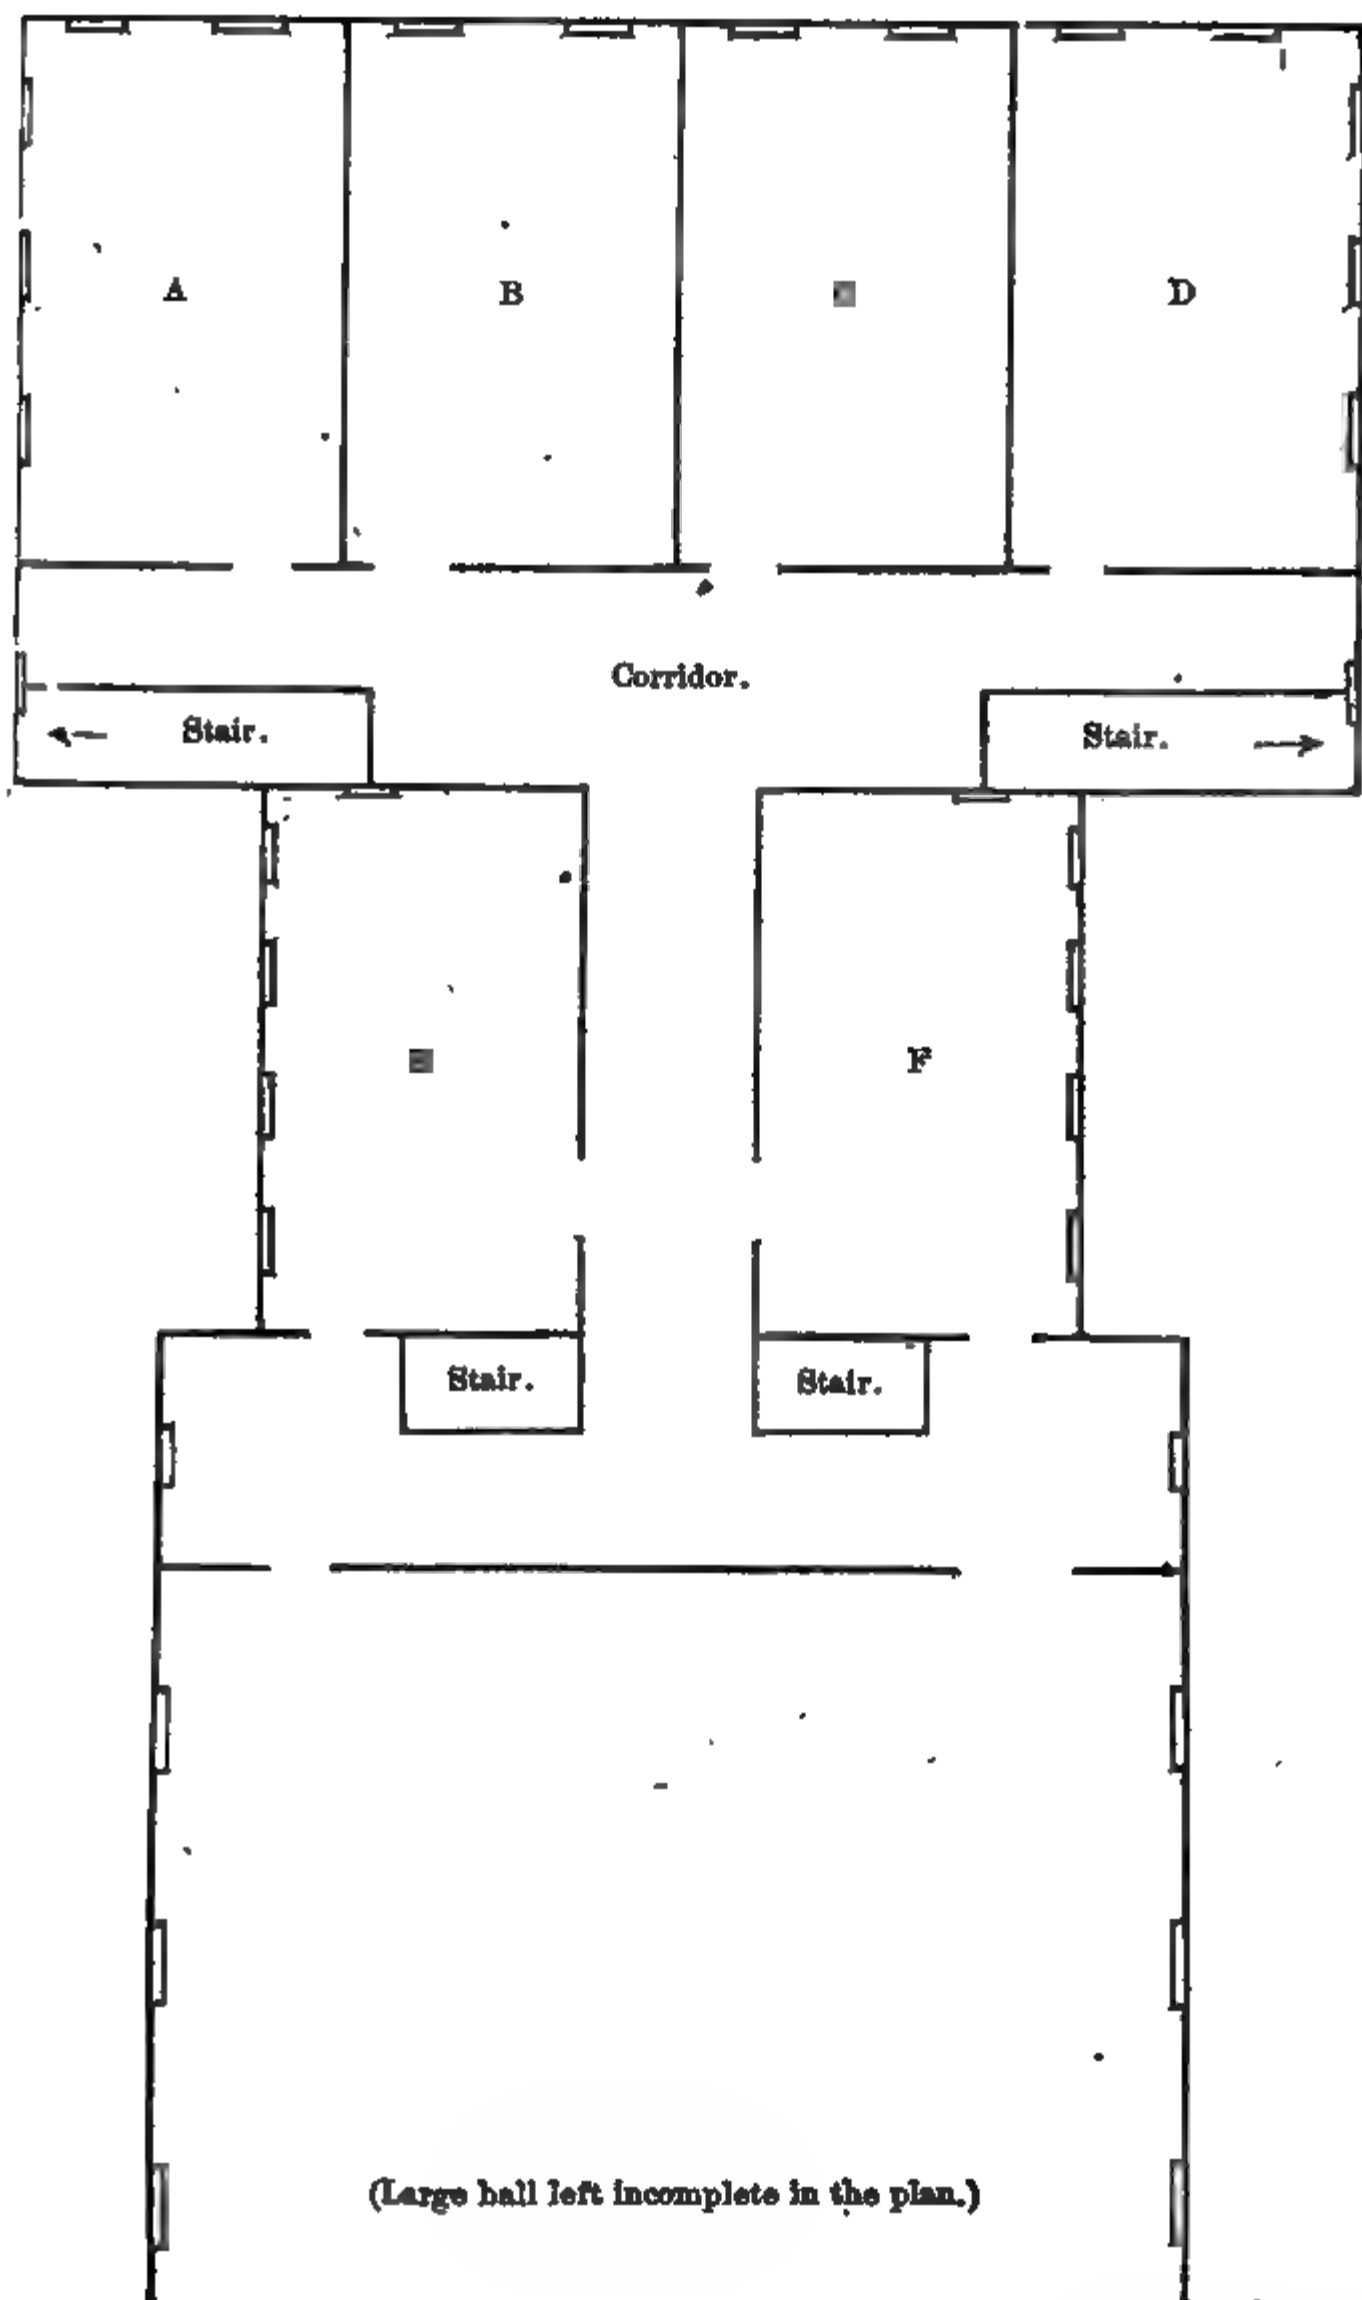 A
B
D
Corridor.
Stair.
Stair.
F
Stair.
Stair.
(Large hall left incomplete in the plan.)